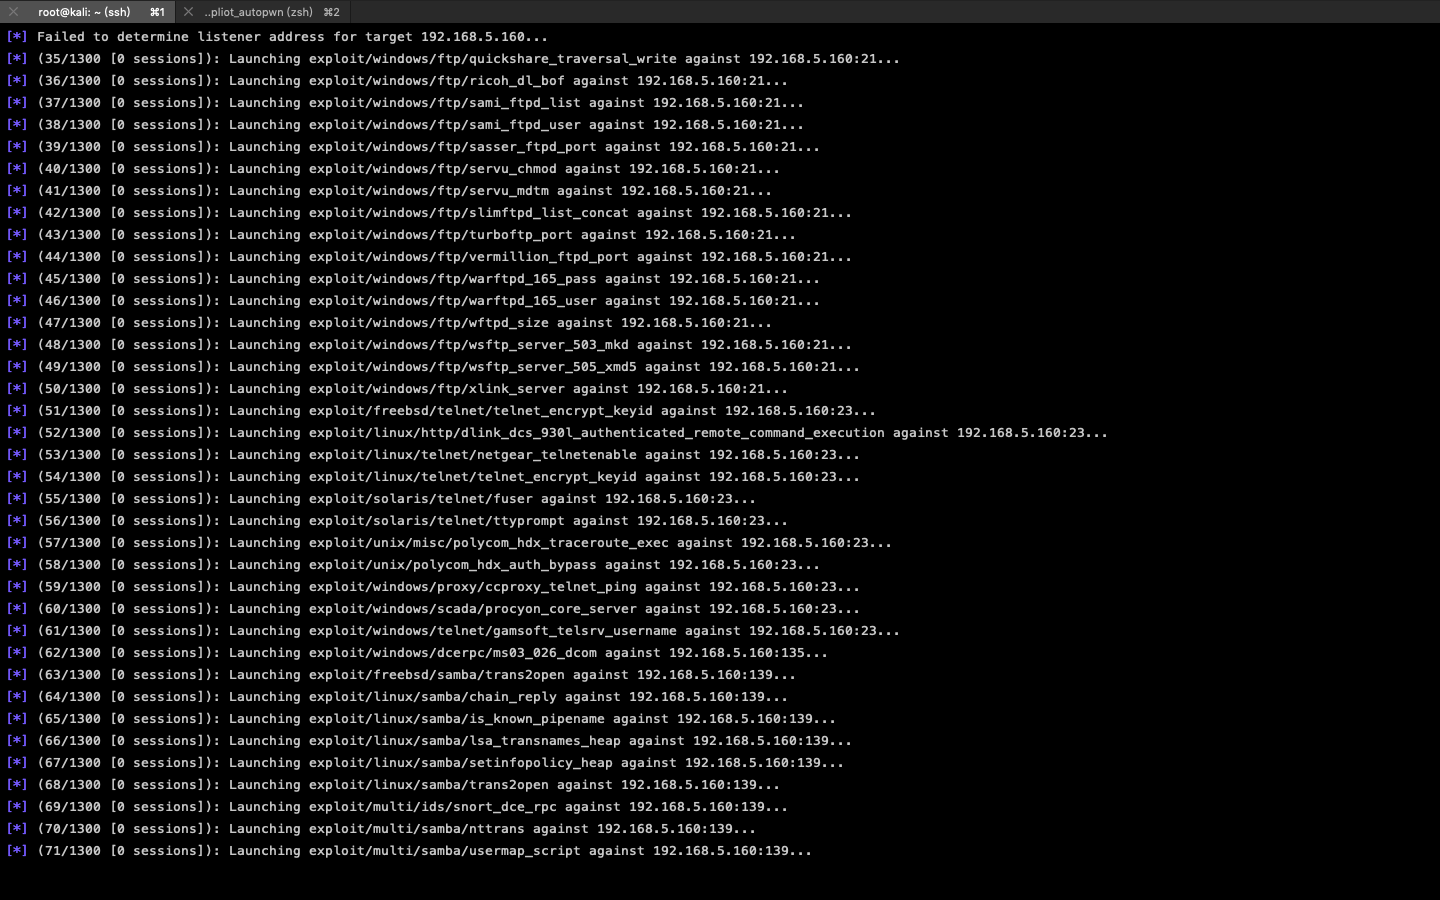 root@kali: ~ (ssh) ⌘1 ..pliot_autopwn (zsh) ⌘2
[*] Failed to determine listener address for target 192.168.5.160...
[*] (35/1300 [0 sessions]): Launching exploit/windows/ftp/quickshare_traversal_write against 192.168.5.160:21...
[*] (36/1300 [0 sessions]): Launching exploit/windows/ftp/ricoh_dl_bof against 192.168.5.160:21...
[*] (37/1300 [0 sessions]): Launching exploit/windows/ftp/sami_ftpd_list against 192.168.5.160:21...
[*] (38/1300 [0 sessions]): Launching exploit/windows/ftp/sami_ftpd_user against 192.168.5.160:21...
[*] (39/1300 [0 sessions]): Launching exploit/windows/ftp/sasser_ftpd_port against 192.168.5.160:21...
[*] (40/1300 [0 sessions]): Launching exploit/windows/ftp/servu_chmod against 192.168.5.160:21...
[*] (41/1300 [0 sessions]): Launching exploit/windows/ftp/servu_mdtm against 192.168.5.160:21...
[*] (42/1300 [0 sessions]): Launching exploit/windows/ftp/slimftpd_list_concat against 192.168.5.160:21...
[*] (43/1300 [0 sessions]): Launching exploit/windows/ftp/turboftp_port against 192.168.5.160:21...
[*] (44/1300 [0 sessions]): Launching exploit/windows/ftp/vermillion_ftpd_port against 192.168.5.160:21...
[*] (45/1300 [0 sessions]): Launching exploit/windows/ftp/warftpd_165_pass against 192.168.5.160:21...
[*] (46/1300 [0 sessions]): Launching exploit/windows/ftp/warftpd_165_user against 192.168.5.160:21...
[*] (47/1300 [0 sessions]): Launching exploit/windows/ftp/wftpd_size against 192.168.5.160:21...
[*] (48/1300 [0 sessions]): Launching exploit/windows/ftp/wsftp_server_503_mkd against 192.168.5.160:21...
[*] (49/1300 [0 sessions]): Launching exploit/windows/ftp/wsftp_server_505_xmd5 against 192.168.5.160:21...
[*] (50/1300 [0 sessions]): Launching exploit/windows/ftp/xlink_server against 192.168.5.160:21...
[*] (51/1300 [0 sessions]): Launching exploit/freebsd/telnet/telnet_encrypt_keyid against 192.168.5.160:23...
[*] (52/1300 [0 sessions]): Launching exploit/linux/http/dlink_dcs_930l_authenticated_remote_command_execution against 192.168.5.160:23...
[*] (53/1300 [0 sessions]): Launching exploit/linux/telnet/netgear_telnetenable against 192.168.5.160:23...
[*] (54/1300 [0 sessions]): Launching exploit/linux/telnet/telnet_encrypt_keyid against 192.168.5.160:23...
[*] (55/1300 [0 sessions]): Launching exploit/solaris/telnet/fuser against 192.168.5.160:23...
[*] (56/1300 [0 sessions]): Launching exploit/solaris/telnet/ttyprompt against 192.168.5.160:23...
[*] (57/1300 [0 sessions]): Launching exploit/unix/misc/polycom_hdx_traceroute_exec against 192.168.5.160:23...
[*] (58/1300 [0 sessions]): Launching exploit/unix/polycom_hdx_auth_bypass against 192.168.5.160:23...
[*] (59/1300 [0 sessions]): Launching exploit/windows/proxy/ccproxy_telnet_ping against 192.168.5.160:23...
[*] (60/1300 [0 sessions]): Launching exploit/windows/scada/procyon_core_server against 192.168.5.160:23...
[*] (61/1300 [0 sessions]): Launching exploit/windows/telnet/gamsoft_telsrv_username against 192.168.5.160:23...
[*] (62/1300 [0 sessions]): Launching exploit/windows/dcerpc/ms03_026_dcom against 192.168.5.160:135...
[*] (63/1300 [0 sessions]): Launching exploit/freebsd/samba/trans2open against 192.168.5.160:139...
[*] (64/1300 [0 sessions]): Launching exploit/linux/samba/chain_reply against 192.168.5.160:139...
[*] (65/1300 [0 sessions]): Launching exploit/linux/samba/is_known_pipename against 192.168.5.160:139...
[*] (66/1300 [0 sessions]): Launching exploit/linux/samba/lsa_transnames_heap against 192.168.5.160:139...
[*] (67/1300 [0 sessions]): Launching exploit/linux/samba/setinfopolicy_heap against 192.168.5.160:139...
[*] (68/1300 [0 sessions]): Launching exploit/linux/samba/trans2open against 192.168.5.160:139...
[*] (69/1300 [0 sessions]): Launching exploit/multi/ids/snort_dce_rpc against 192.168.5.160:139...
[*] (70/1300 [0 sessions]): Launching exploit/multi/samba/nttrans against 192.168.5.160:139...
[*] (71/1300 [0 sessions]): Launching exploit/multi/samba/usermap_script against 192.168.5.160:139...